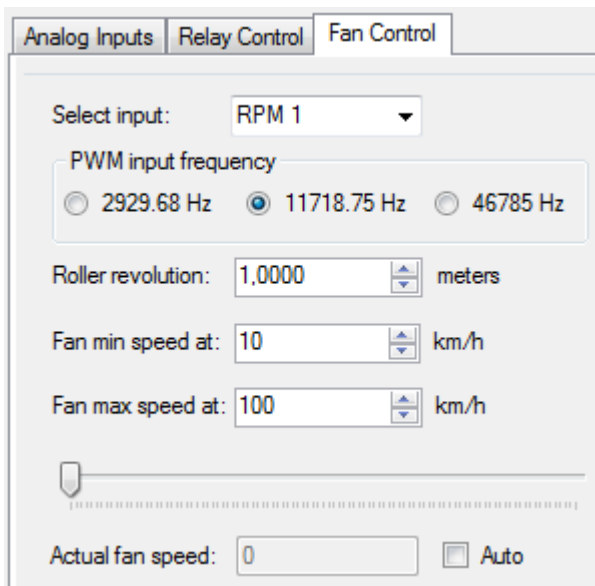 Analog Inputs Relay Control Fan Control
Select input: RPM 1
PWM input frequency
2929.68 Hz 11718.75 Hz 46785 Hz
Roller revolution: 1,0000 meters
Fan min speed at: 10 km/h
Fan max speed at: 100 km/h
Actual fan speed: 0 Auto